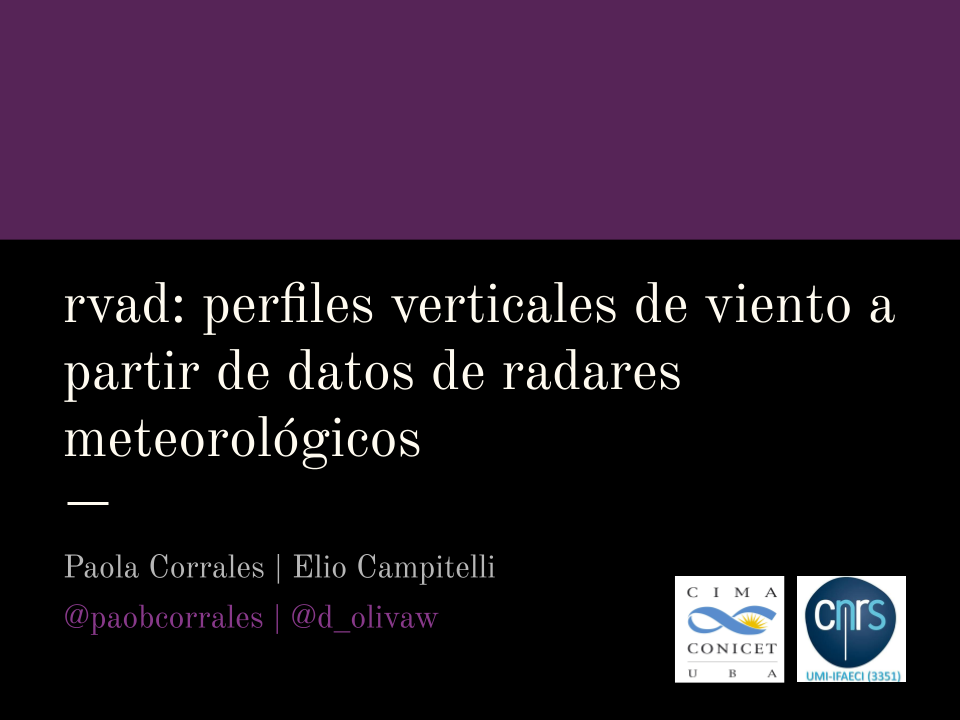 rvad: perfiles verticales de viento a
partir de datos de radares
meteorológicos
Paola Corrales | Elio Campitelli
@paobcorrales | @d_olivaw
C I M A
CONICET
U B A
cnrs
UMI-IFAECI (3351)